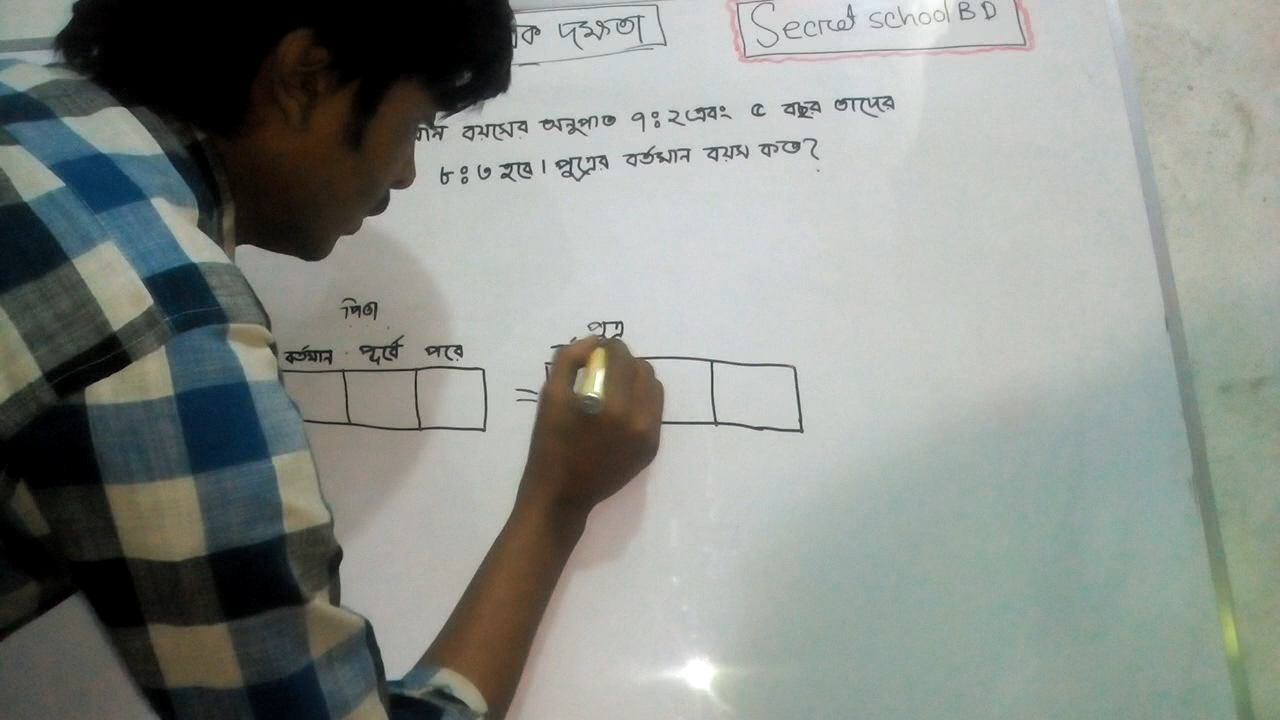 দক্ষতা
Secret school BD
বয়সের অনুপাত ৭ঃ২ এবং ৫ বছর তাদের
৮ঃ৩ হবে। পুত্রের বর্তমান বয়স কত?
পিতা
পুত্র
বর্তমান পূর্বে পরে
=